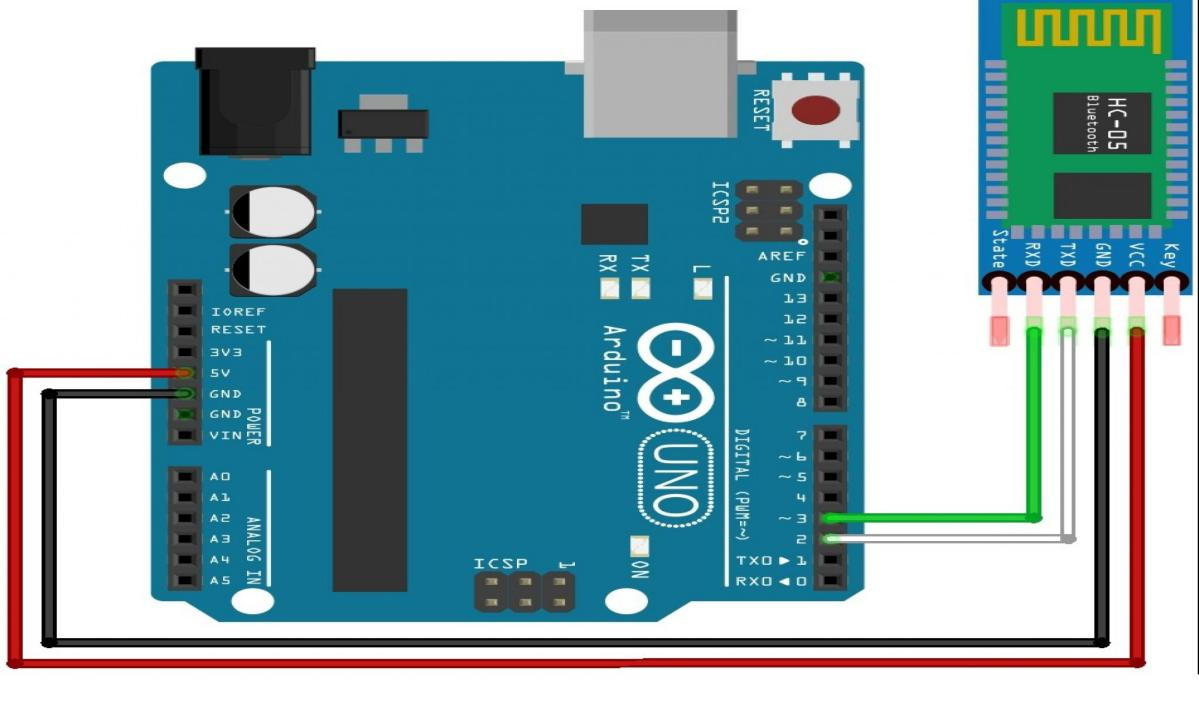 HC-05
Bluetooth
State
RXD
TXD
GND
VCC
Key
RESET
ICSP2
AREF
GND
13
12
~ 11
~ 10
~ 9
8
7
~ 6
~ 5
4
~ 3
2
TX0 ▶ 1
RX0 ◀ 0
DIGITAL (PWM=~)
RX
TX
L
Arduino™
UNO
ON
ICSP
1
IOREF
RESET
3V3
5V
GND
GND
VIN
POWER
A0
A1
A2
A3
A4
A5
ANALOG IN